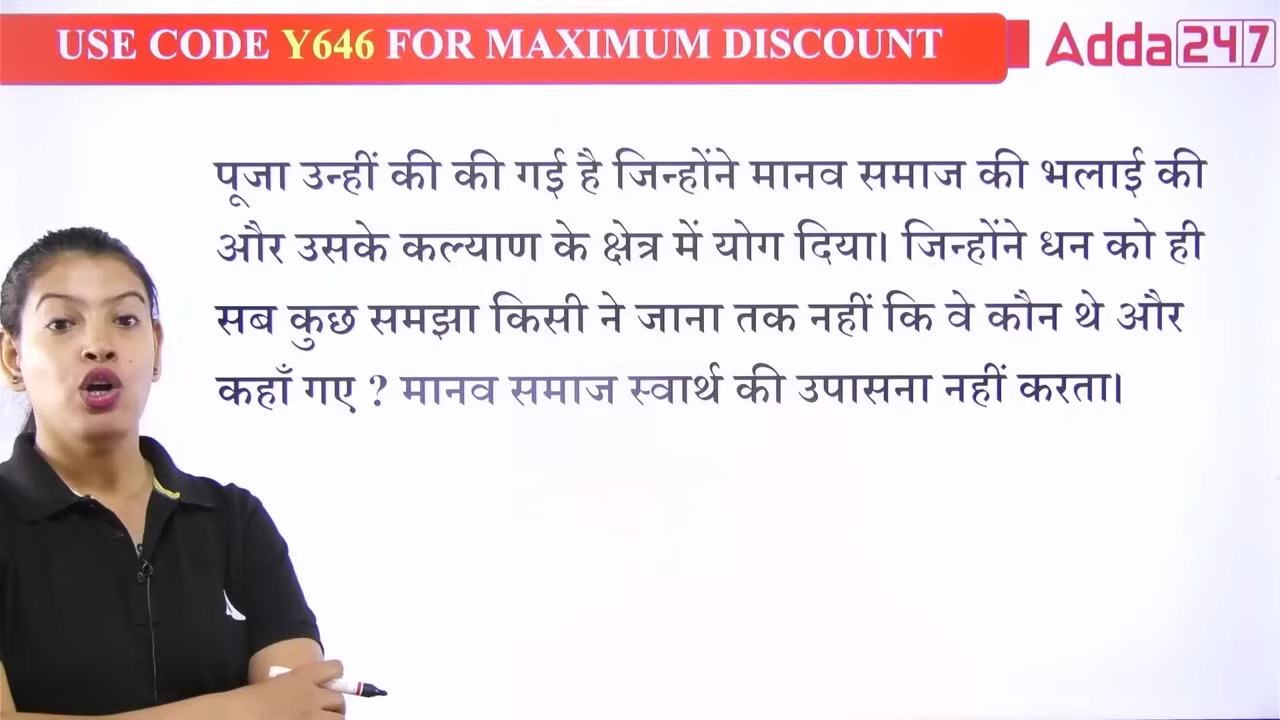 USE CODE Y646 FOR MAXIMUM DISCOUNT
Adda247
पूजा उन्हीं की की गई है जिन्होंने मानव समाज की भलाई की
और उसके कल्याण के क्षेत्र में योग दिया। जिन्होंने धन को ही
सब कुछ समझा किसी ने जाना तक नहीं कि वे कौन थे और
कहाँ गए ? मानव समाज स्वार्थ की उपासना नहीं करता।